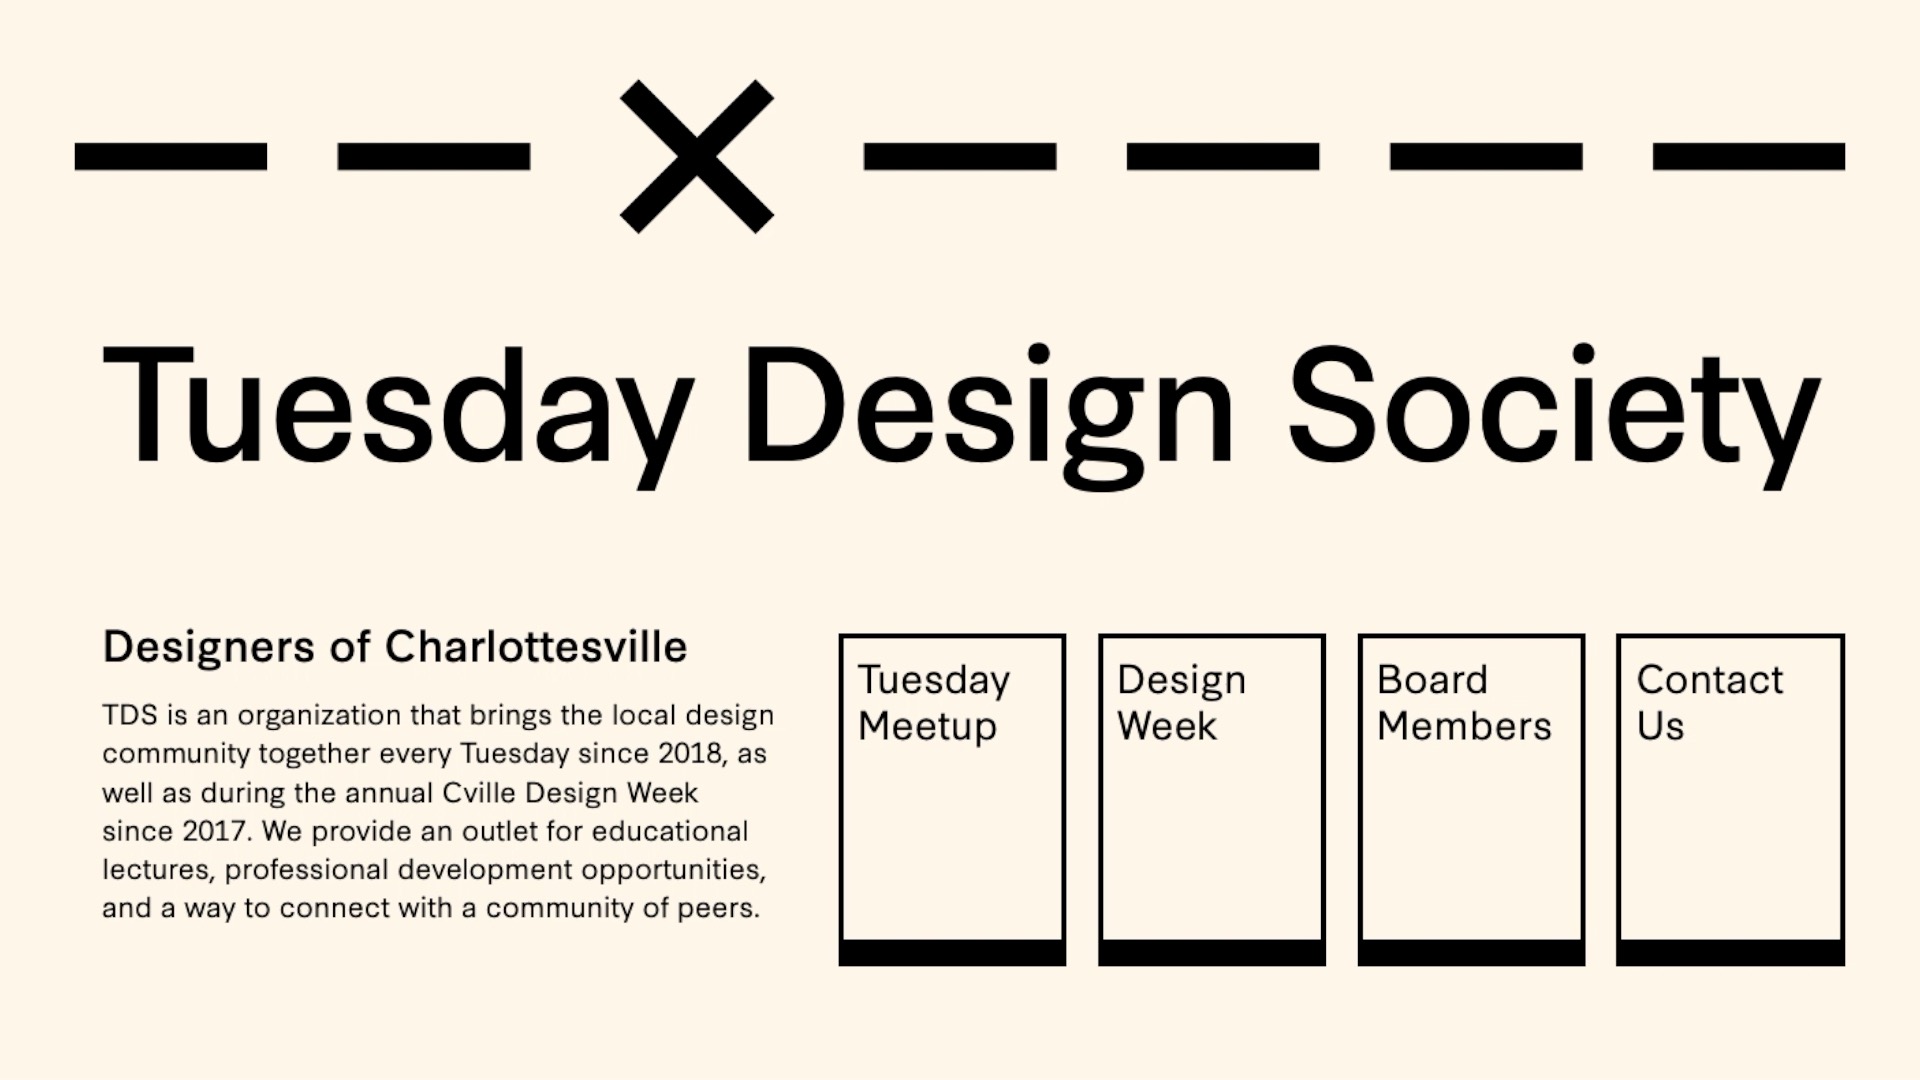 Tuesday Design Society
Designers of Charlottesville
TDS is an organization that brings the local design
community together every Tuesday since 2018, as
well as during the annual Cville Design Week
since 2017. We provide an outlet for educational
lectures, professional development opportunities,
and a way to connect with a community of peers.
Tuesday
Meetup
Design
Week
Board
Members
Contact
Us